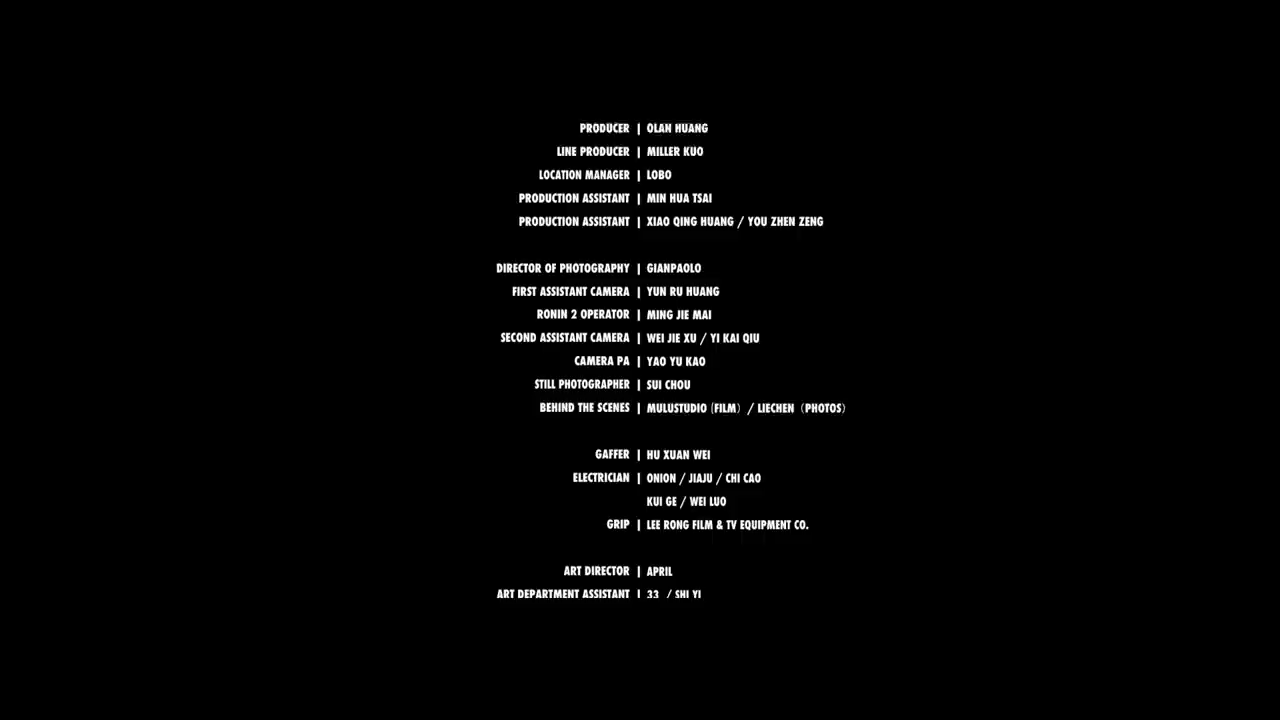 PRODUCER | OLAN HUANG
LINE PRODUCER | MILLER KUO
LOCATION MANAGER | LOBO
PRODUCTION ASSISTANT | MIN HUA TSAI
PRODUCTION ASSISTANT | XIAO QING HUANG / YOU ZHEN ZENG
DIRECTOR OF PHOTOGRAPHY | GIANPAOLO
FIRST ASSISTANT CAMERA | YUN RU HUANG
RONIN 2 OPERATOR | MING JIE MAI
SECOND ASSISTANT CAMERA | WEI JIE XU / YI KAI QIU
CAMERA PA | YAO YU KAO
STILL PHOTOGRAPHER | SUI CHOU
BEHIND THE SCENES | MULUSTUDIO (FILM） / LIECHEN（PHOTOS）
GAFFER | HU XUAN WEI
ELECTRICIAN | ONION / JIAJU / CHI CAO
KUI GE / WEI LUO
GRIP | LEE RONG FILM & TV EQUIPMENT CO.
ART DIRECTOR | APRIL
ART DEPARTMENT ASSISTANT | 33 / SHI YI